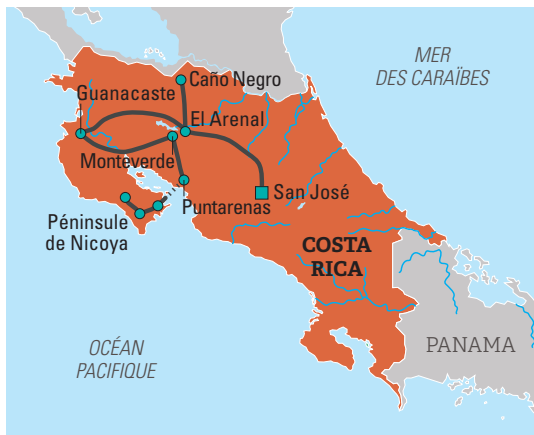 MER
DES CARAÏBES
Caño Negro
Guanacaste
El Arenal
Monteverde
San José
Puntarenas
Péninsule
de Nicoya
COSTA
RICA
OCÉAN
PACIFIQUE
PANAMA